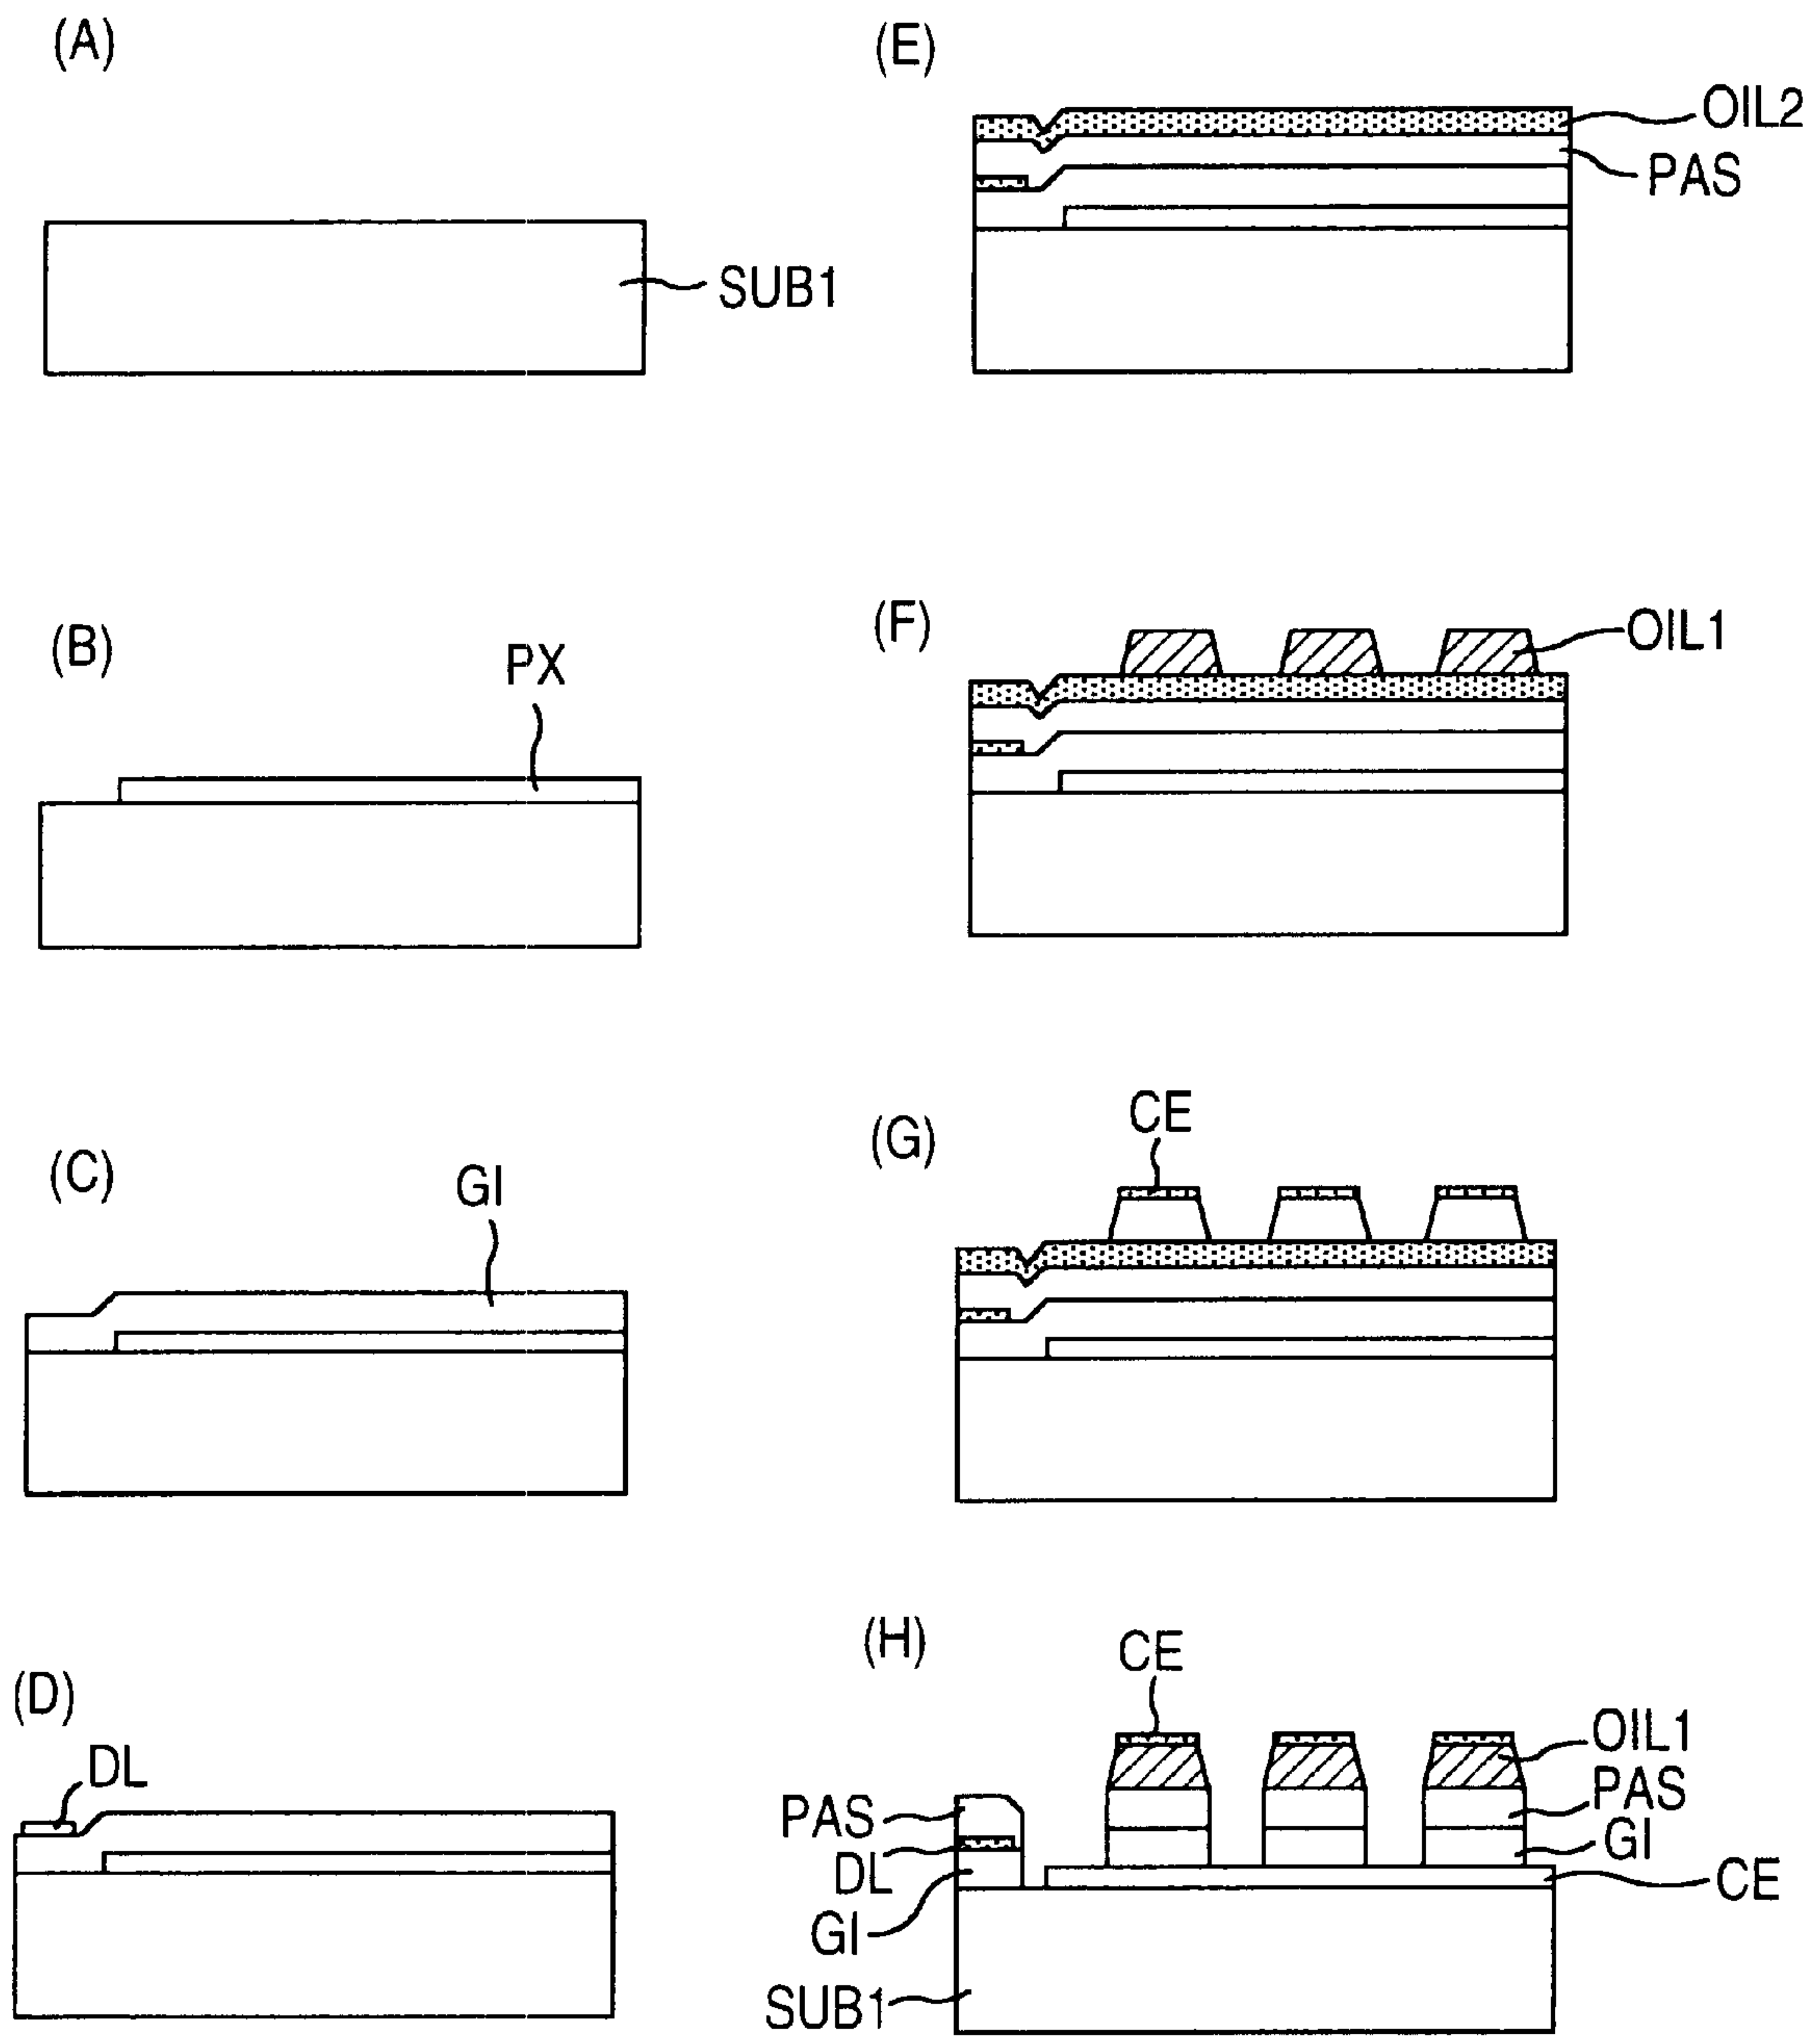 (A)
SUB1
(B)
PX
(C)
GI
(D)
DL
(E)
OIL2
PAS
(F)
OIL1
(G)
CE
(H)
CE
OIL1
PAS
GI
CE
PAS
DL
GI
SUB1